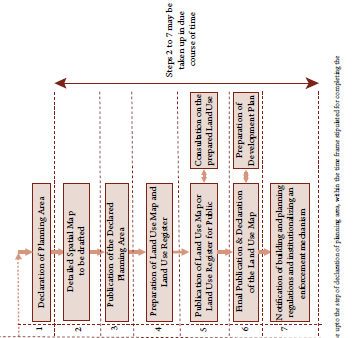 Steps 2 to 7 may be
taken up in due
course of time
1
Declaration of Planning Area
2
Detailed Spatial Map
to be drafted
3
Publication of the Declared
Planning Area
4
Preparation of Land Use Map and
Land Use Register
5
Publication of Land Use Map or
Land Use Register for Public
Consultation on the
prepared Land Use
6
Final Publication & Declaration
of the Land Use Map
Preparation of
Development Plan
7
Notification of building and planning
regulations and institutionalizing an
enforcement mechanism
upto the step of declaration of planning area, within the time frame stipulated for completing the